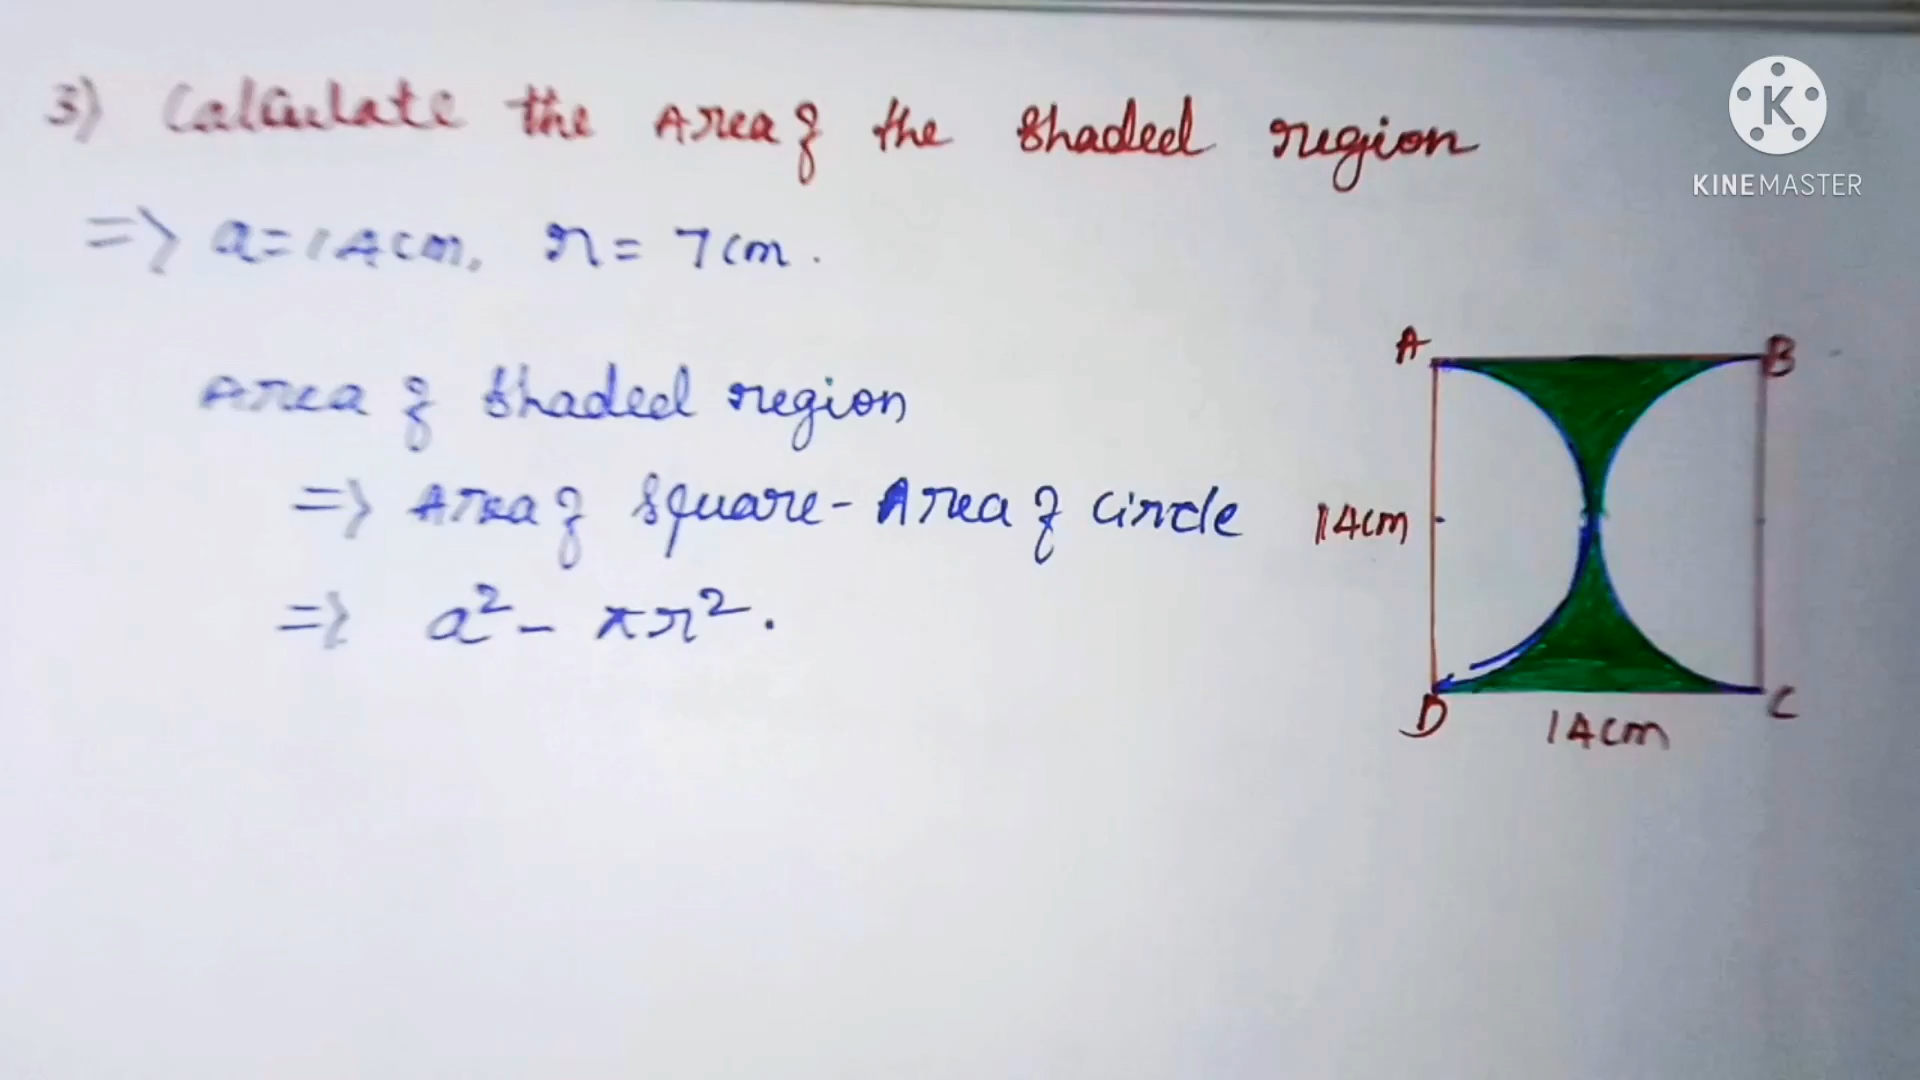 3) Calculate the Area of the shaded region
=> a=14cm, r= 7cm.
Area of shaded region
=> Area of square - Area of circle
=> a² - πr².
A
B
14cm
D
C
14cm
K
KINEMASTER